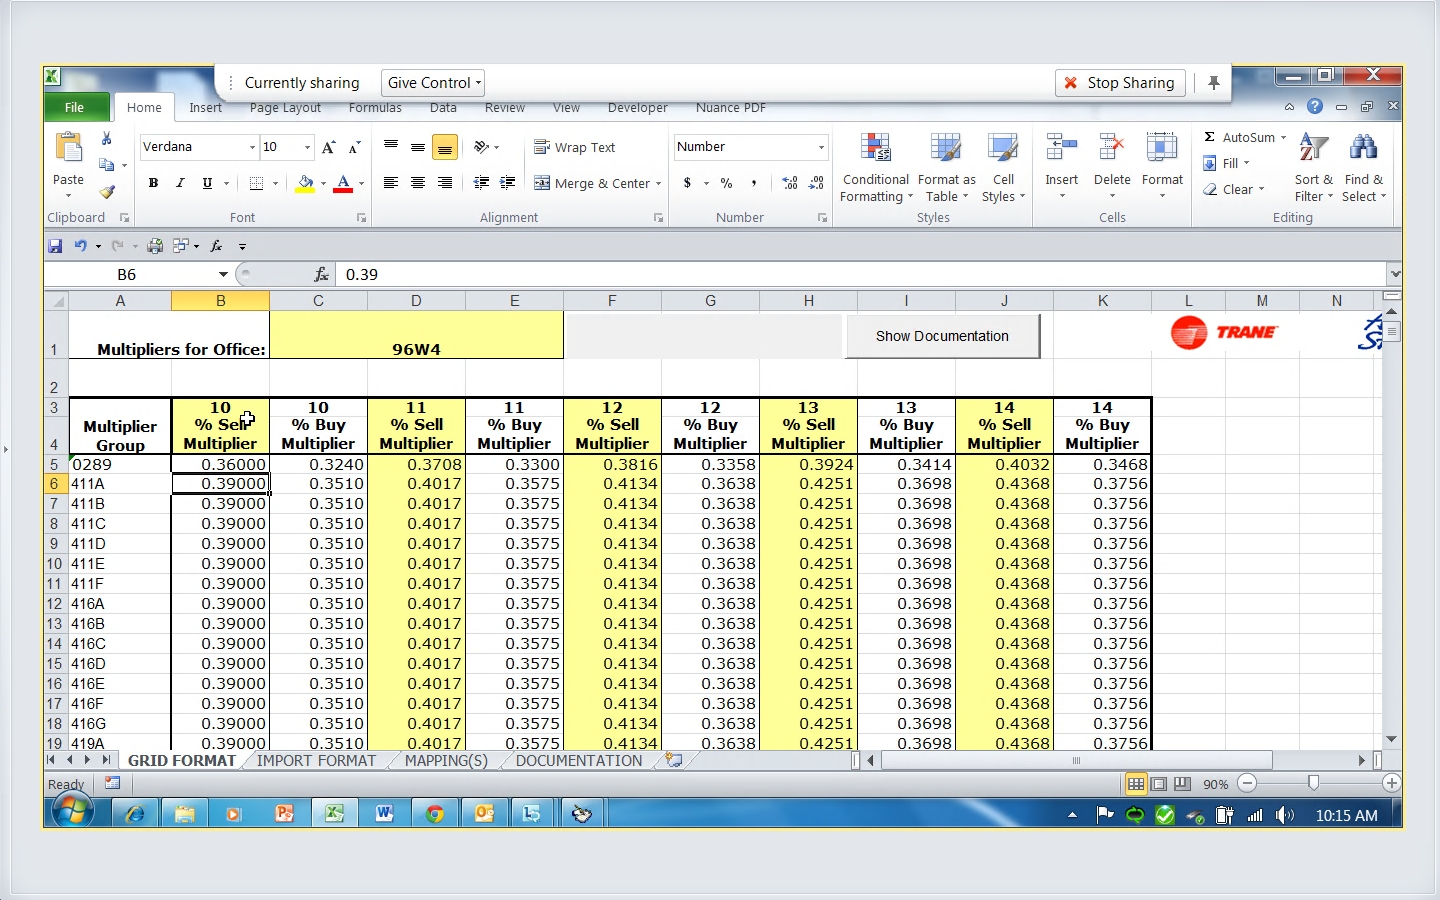 Currently sharing Give Control Stop Sharing
File Home Insert Page Layout Formulas Data Review View Developer Nuance PDF
Verdana 10 Wrap Text Number AutoSum
Paste B I U Merge & Center $ % , Conditional Formatting Format as Table Cell Styles Insert Delete Format Fill Clear Sort & Filter Find & Select
Clipboard Font Alignment Number Styles Cells Editing
B6 fx 0.39
A B C D E F G H I J K L M N
1 Multipliers for Office: 96W4 Show Documentation TRANE
2
3 10 10 11 11 12 12 13 13 14 14
Multiplier % Sell % Buy % Sell % Buy % Sell % Buy % Sell % Buy % Sell % Buy
4 Group Multiplier Multiplier Multiplier Multiplier Multiplier Multiplier Multiplier Multiplier Multiplier Multiplier
5 0289 0.36000 0.3240 0.3708 0.3300 0.3816 0.3358 0.3924 0.3414 0.4032 0.3468
6 411A 0.39000 0.3510 0.4017 0.3575 0.4134 0.3638 0.4251 0.3698 0.4368 0.3756
7 411B 0.39000 0.3510 0.4017 0.3575 0.4134 0.3638 0.4251 0.3698 0.4368 0.3756
8 411C 0.39000 0.3510 0.4017 0.3575 0.4134 0.3638 0.4251 0.3698 0.4368 0.3756
9 411D 0.39000 0.3510 0.4017 0.3575 0.4134 0.3638 0.4251 0.3698 0.4368 0.3756
10 411E 0.39000 0.3510 0.4017 0.3575 0.4134 0.3638 0.4251 0.3698 0.4368 0.3756
11 411F 0.39000 0.3510 0.4017 0.3575 0.4134 0.3638 0.4251 0.3698 0.4368 0.3756
12 416A 0.39000 0.3510 0.4017 0.3575 0.4134 0.3638 0.4251 0.3698 0.4368 0.3756
13 416B 0.39000 0.3510 0.4017 0.3575 0.4134 0.3638 0.4251 0.3698 0.4368 0.3756
14 416C 0.39000 0.3510 0.4017 0.3575 0.4134 0.3638 0.4251 0.3698 0.4368 0.3756
15 416D 0.39000 0.3510 0.4017 0.3575 0.4134 0.3638 0.4251 0.3698 0.4368 0.3756
16 416E 0.39000 0.3510 0.4017 0.3575 0.4134 0.3638 0.4251 0.3698 0.4368 0.3756
17 416F 0.39000 0.3510 0.4017 0.3575 0.4134 0.3638 0.4251 0.3698 0.4368 0.3756
18 416G 0.39000 0.3510 0.4017 0.3575 0.4134 0.3638 0.4251 0.3698 0.4368 0.3756
19 419A 0.39000 0.3510 0.4017 0.3575 0.4134 0.3638 0.4251 0.3698 0.4368 0.3756
GRID FORMAT IMPORT FORMAT MAPPING(S) DOCUMENTATION
Ready 90%
10:15 AM